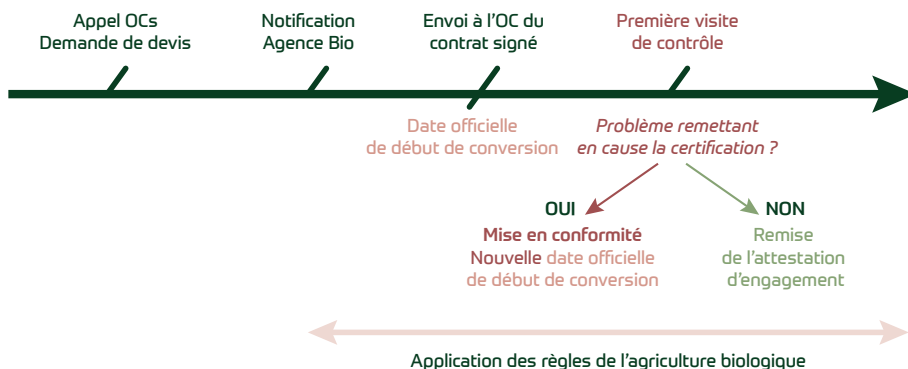 Appel OCs
Demande de devis
Notification
Agence Bio
Envoi à l'OC du
contrat signé
Première visite
de contrôle
Date officielle
de début de conversion
Problème remettant
en cause la certification ?
OUI
Mise en conformité
Nouvelle date officielle
de début de conversion
NON
Remise
de l'attestation
d'engagement
Application des règles de l'agriculture biologique